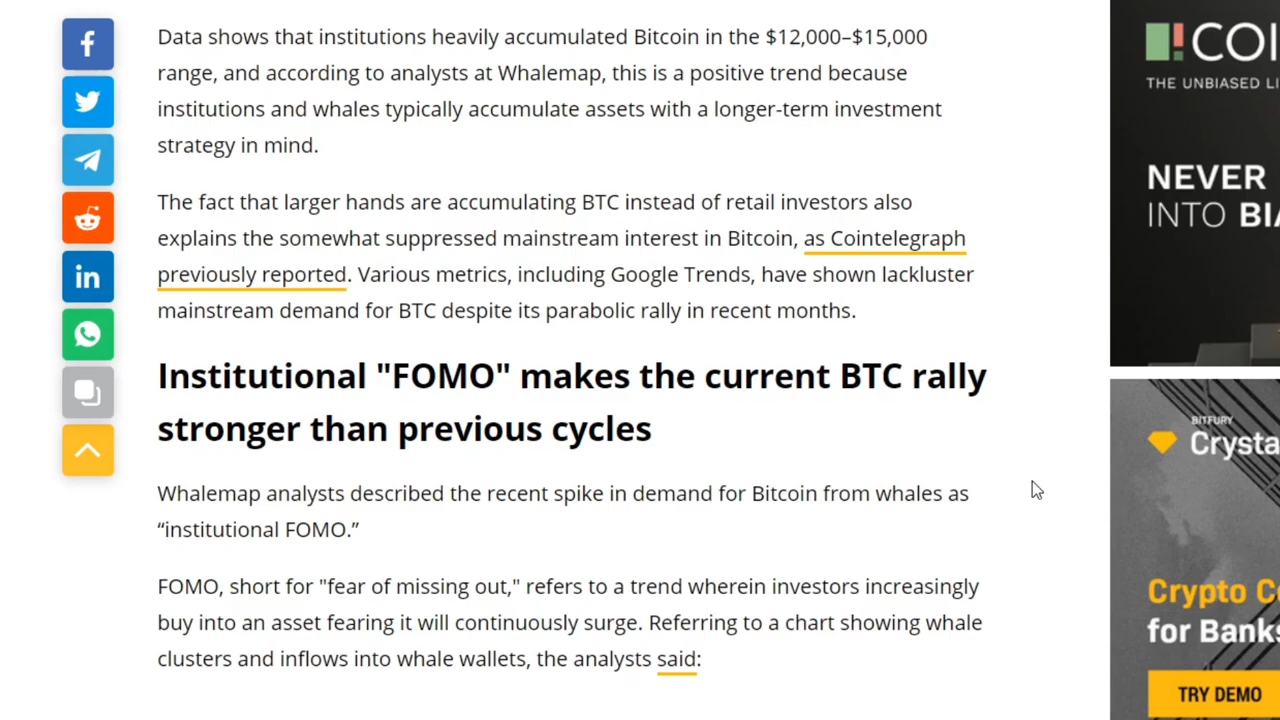 Data shows that institutions heavily accumulated Bitcoin in the $12,000–$15,000
range, and according to analysts at Whalemap, this is a positive trend because
institutions and whales typically accumulate assets with a longer-term investment
strategy in mind.
The fact that larger hands are accumulating BTC instead of retail investors also
explains the somewhat suppressed mainstream interest in Bitcoin, as Cointelegraph
previously reported. Various metrics, including Google Trends, have shown lackluster
mainstream demand for BTC despite its parabolic rally in recent months.
Institutional "FOMO" makes the current BTC rally
stronger than previous cycles
Whalemap analysts described the recent spike in demand for Bitcoin from whales as
“institutional FOMO.”
FOMO, short for "fear of missing out," refers to a trend wherein investors increasingly
buy into an asset fearing it will continuously surge. Referring to a chart showing whale
clusters and inflows into whale wallets, the analysts said:
THE UNBIASED
NEVER
INTO
BITFURY
Crypto
for
TRY DEMO